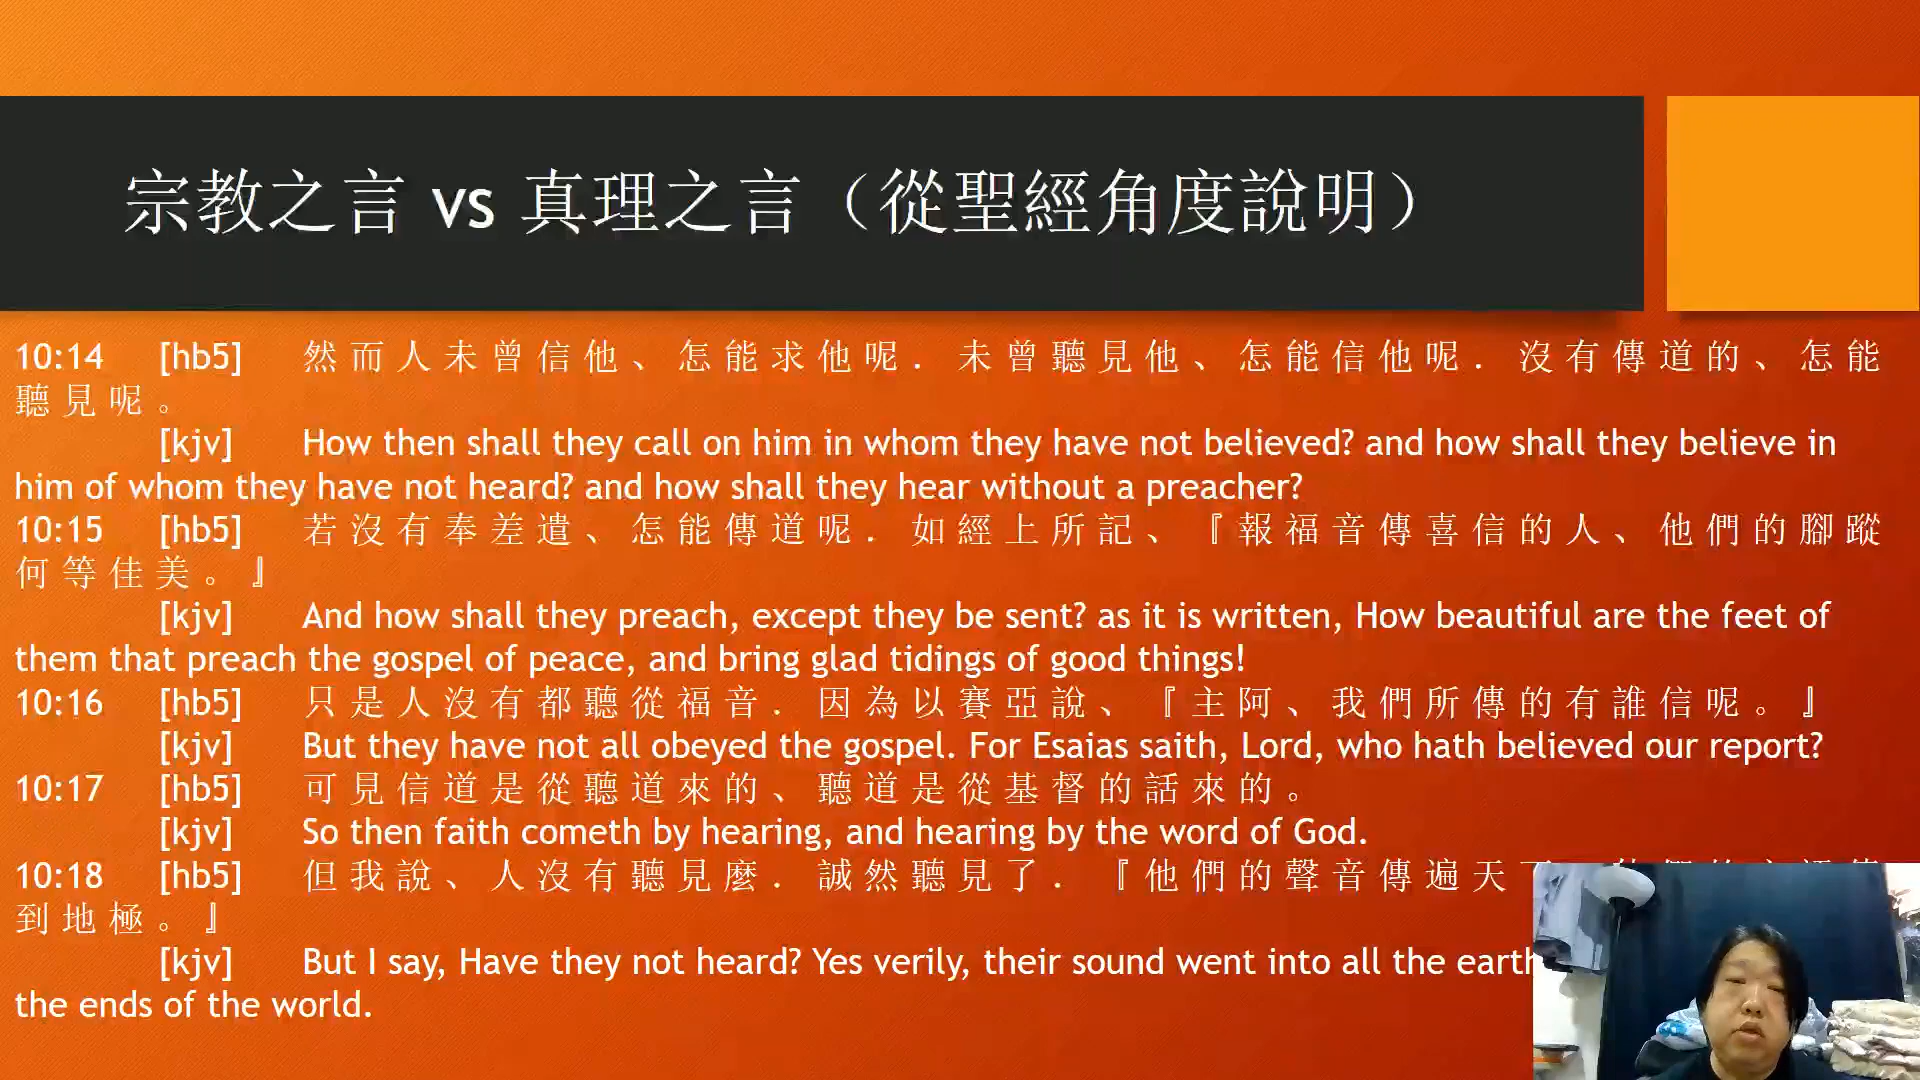 宗教之言 vs 真理之言（從聖經角度說明）
10:14 [hb5] 然 而 人 未 曾 信 他 、 怎 能 求 他 呢 ． 未 曾 聽 見 他 、 怎 能 信 他 呢 ． 沒 有 傳 道 的 、 怎 能
聽 見 呢 。
[kjv] How then shall they call on him in whom they have not believed? and how shall they believe in
him of whom they have not heard? and how shall they hear without a preacher?
10:15 [hb5] 若 沒 有 奉 差 遣 、 怎 能 傳 道 呢 ． 如 經 上 所 記 、 『 報 福 音 傳 喜 信 的 人 、 他 們 的 腳 蹤
何 等 佳 美 。 』
[kjv] And how shall they preach, except they be sent? as it is written, How beautiful are the feet of
them that preach the gospel of peace, and bring glad tidings of good things!
10:16 [hb5] 只 是 人 沒 有 都 聽 從 福 音 ． 因 為 以 賽 亞 說 、 『 主 阿 、 我 們 所 傳 的 有 誰 信 呢 。 』
[kjv] But they have not all obeyed the gospel. For Esaias saith, Lord, who hath believed our report?
10:17 [hb5] 可 見 信 道 是 從 聽 道 來 的 、 聽 道 是 從 基 督 的 話 來 的 。
[kjv] So then faith cometh by hearing, and hearing by the word of God.
10:18 [hb5] 但 我 說 、 人 沒 有 聽 見 麼 ． 誠 然 聽 見 了 ． 『 他 們 的 聲 音 傳 遍 天
到 地 極 。 』
[kjv] But I say, Have they not heard? Yes verily, their sound went into all the earth
the ends of the world.